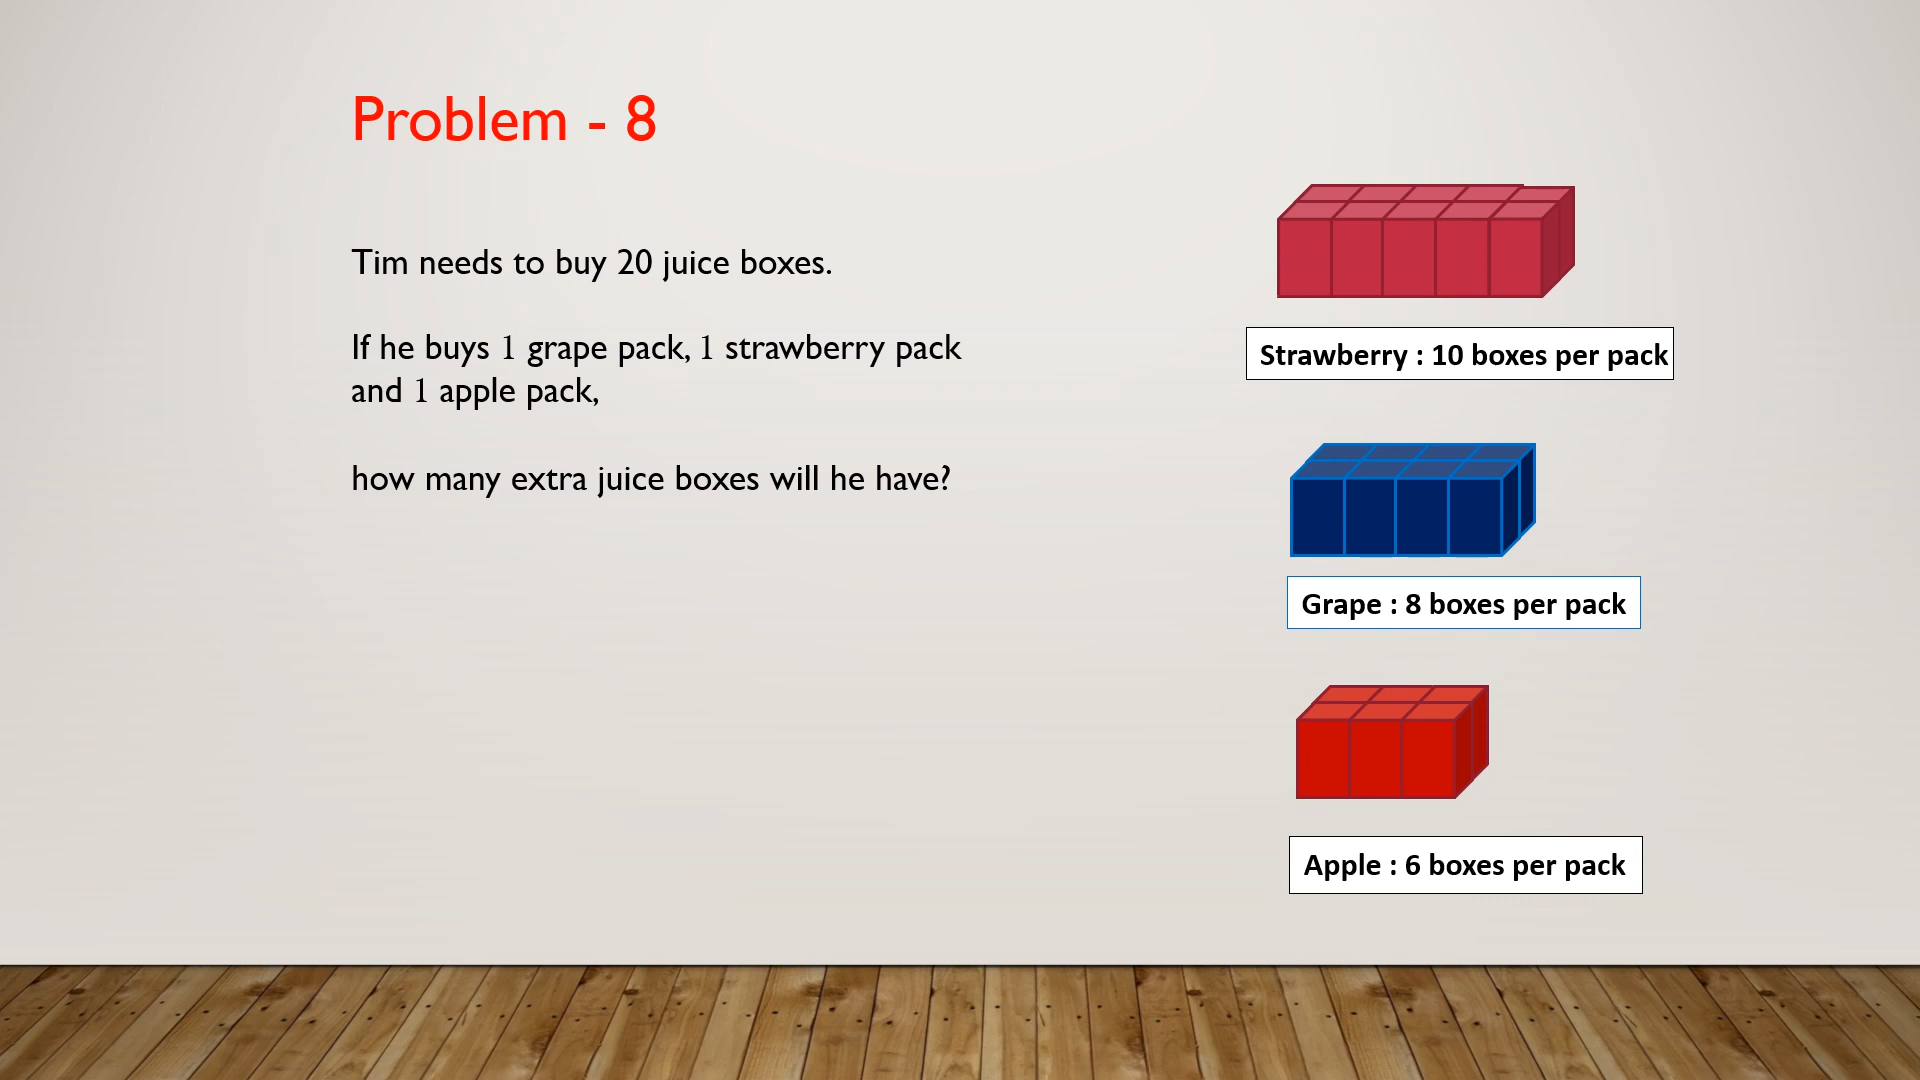 Problem - 8
Tim needs to buy 20 juice boxes.
If he buys 1 grape pack, 1 strawberry pack
and 1 apple pack,
how many extra juice boxes will he have?
Strawberry : 10 boxes per pack
Grape : 8 boxes per pack
Apple : 6 boxes per pack